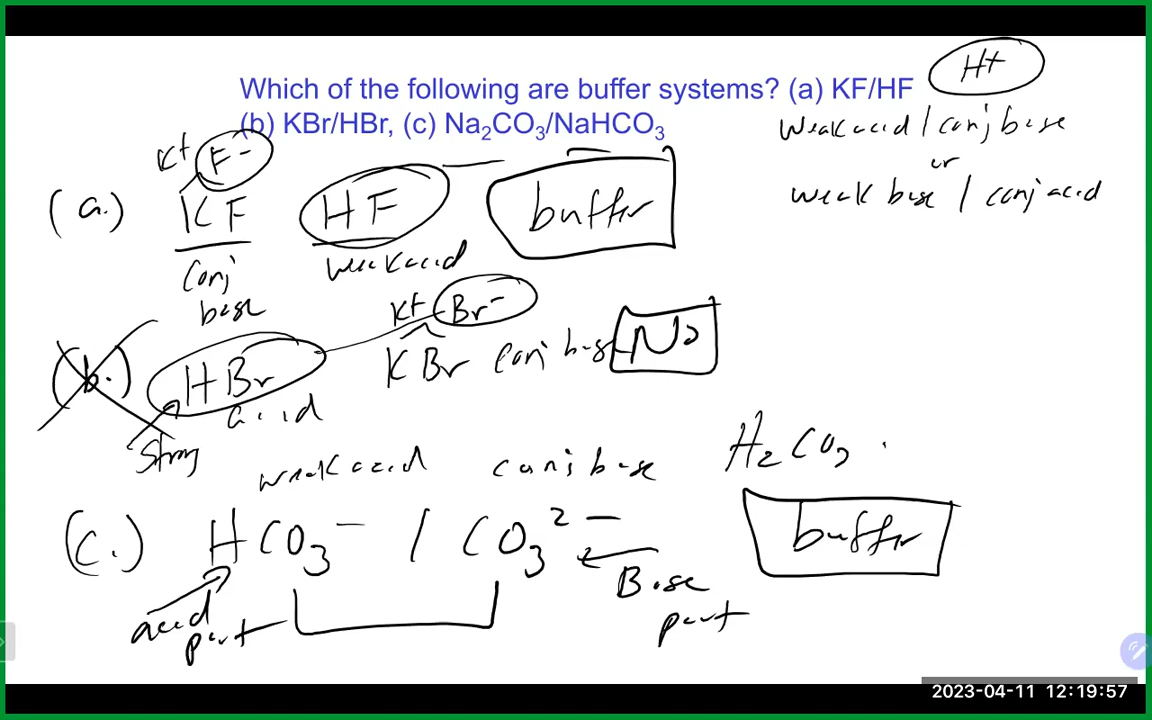 Which of the following are buffer systems? (a) KF/HF
(b) KBr/HBr, (c) Na₂CO₃/NaHCO₃
H+
weak acid / conj base
or
weak base / conj acid
K+ F-
(a.) KF HF buffer
conj base
weak acid
K+ Br-
(b.) HBr KBr conj base No
acid
strong
weak acid conj base H₂CO₃
(c.) HCO₃⁻ / CO₃²⁻ buffer
acid part
Base part
2023-04-11 12:19:57